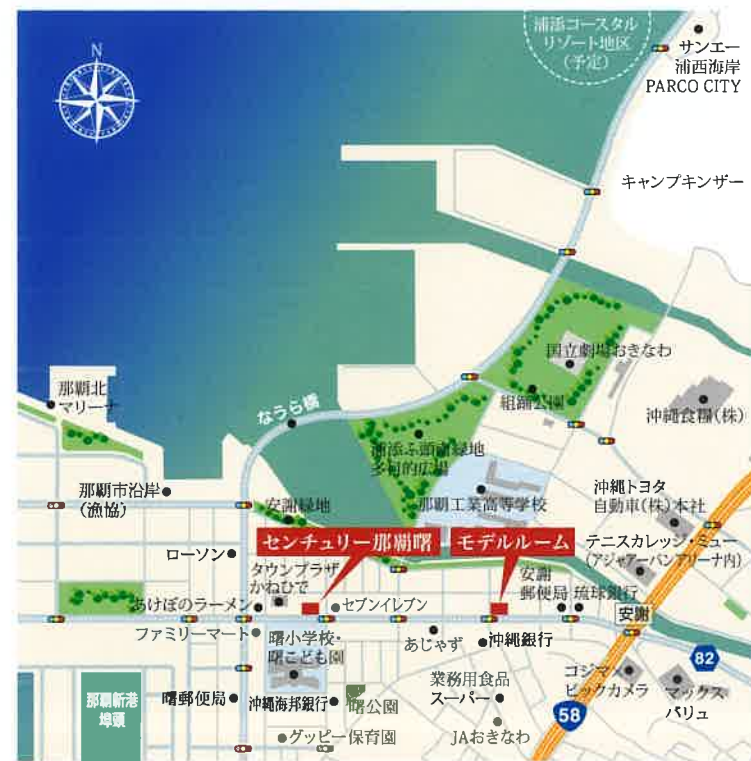 浦添コースタル
リゾート地区
(予定)
サンエー
浦西海岸
PARCO CITY
N
キャンプキンザー
国立劇場おきなわ
組踊公園
沖縄食糧(株)
那覇北
マリーナ
なうら橋
浦添ふ頭南緑地
多目的広場
那覇工業高等学校
沖縄トヨタ
自動車(株)本社
那覇市沿岸
(漁協)
安謝緑地
センチュリー那覇曙
モデルルーム
テニスカレッジ・ミュー
(アジャアーバンアリーナ内)
ローソン
タウンプラザ
かねひで
安謝
郵便局
琉球銀行
あけぼのラーメン
セブンイレブン
安謝
ファミリーマート
曙小学校・
曙こども園
あじゃず
沖縄銀行
82
コジマ×
ビックカメラ
マックス
バリュ
那覇新港
埠頭
曙郵便局
沖縄海邦銀行
曙公園
業務用食品
スーパー
58
グッピー保育園
JAおきなわ